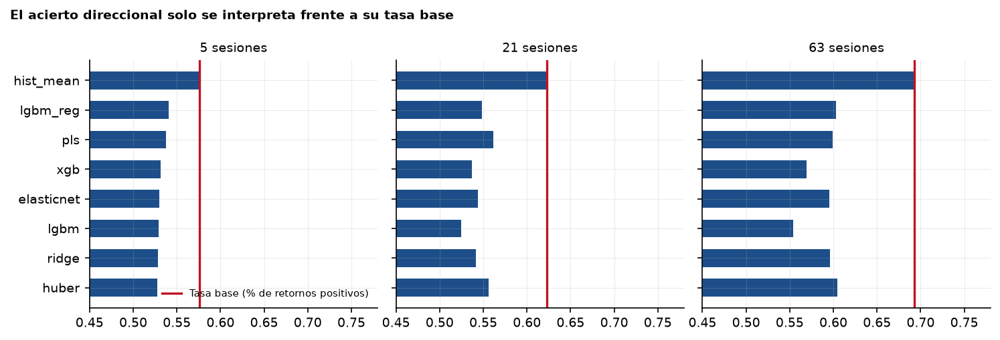 El acierto direccional solo se interpreta frente a su tasa base
5 sesiones
21 sesiones
63 sesiones
hist_mean
lgbm_reg
pls
xgb
elasticnet
lgbm
ridge
huber
Tasa base (% de retornos positivos)
0.45 0.50 0.55 0.60 0.65 0.70 0.75
0.45 0.50 0.55 0.60 0.65 0.70 0.75
0.45 0.50 0.55 0.60 0.65 0.70 0.75